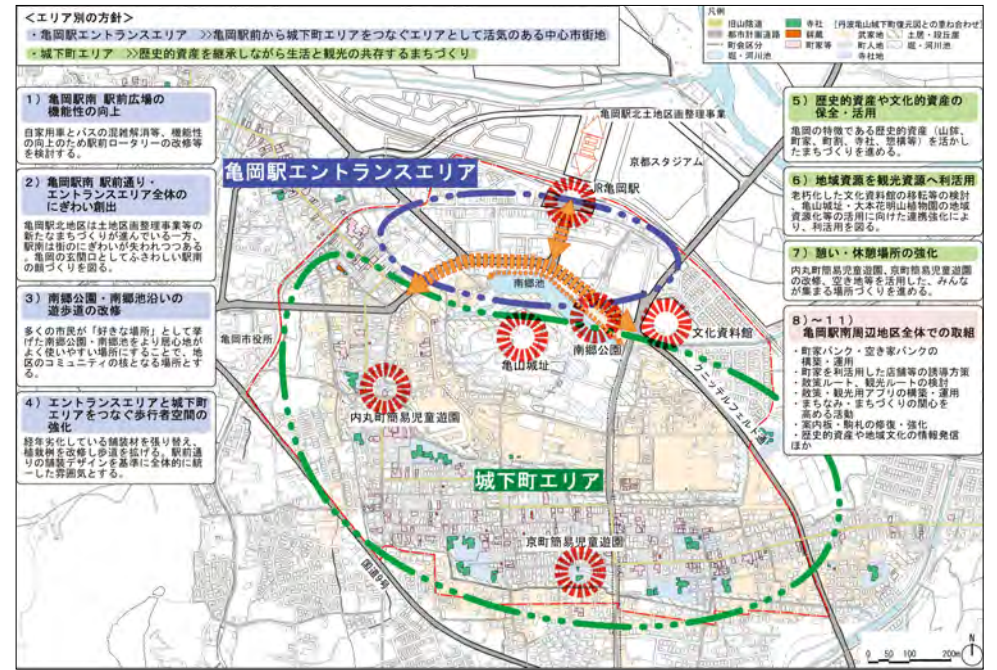 ＜エリア別の方針＞
・亀岡駅エントランスエリア　>>亀岡駅前から城下町エリアをつなぐエリアとして活気のある中心市街地
・城下町エリア　>>歴史的資産を継承しながら生活と観光の共存するまちづくり
凡例
旧山陰道
都市計画道路
町会区分
堀・河川池
寺社
鉾蔵
町家等
[丹波亀山城下町復元図との重ね合わせ]
武家地
町人地
寺社地
土居・段丘崖
堀・河川池
1）亀岡駅南 駅前広場の
機能性の向上
自家用車とバスの混雑解消等、機能性
の向上のため駅前ロータリーの改修等
を検討する。
2）亀岡駅南 駅前通り・
エントランスエリア全体の
にぎわい創出
亀岡駅北地区は土地区画整理事業等の
新たなまちづくりが進んでいる一方、
駅南は街のにぎわいが失われつつある
。亀岡の玄関口としてふさわしい駅南
の顔づくりを図る。
3）南郷公園・南郷池沿いの
遊歩道の改修
多くの市民が「好きな場所」として挙
げた南郷公園・南郷池をより居心地が
よく使いやすい場所にすることで、地
区のコミュニティの核となる場所とす
る。
4）エントランスエリアと城下町
エリアをつなぐ歩行者空間の
強化
経年劣化している舗装材を張り替え、
植栽桝を改修し歩道を拡げる。駅前通
りの舗装デザインを基準に全体的に統
一した雰囲気とする。
亀岡駅北土地区画整理事業
京都スタジアム
亀岡駅エントランスエリア
JR亀岡駅
南郷池
亀岡市役所
南郷公園
文化資料館
亀山城址
内丸町簡易児童遊園
クニッテルフェルト通
城下町エリア
京町簡易児童遊園
国道9号
5）歴史的資産や文化的資産の
保全・活用
亀岡の特徴である歴史的資産（山鉾、
町家、町割、寺社、惣構等）を活かし
たまちづくりを進める。
6）地域資源を観光資源へ利活用
老朽化した文化資料館の移転等の検討
、亀山城址・大本花明山植物園の地域
資源化等の活用に向けた連携強化によ
り、利活用を図る。
7）憩い・休憩場所の強化
内丸町簡易児童遊園、京町簡易児童遊園
の改修、空き地等を活用した、みんな
が集まる場所づくりを進める。
8）～11）
亀岡駅南周辺地区全体での取組
・町家バンク・空き家バンクの
構築・運用
・町家を利活用した店舗等の誘導方策
・散策ルート、観光ルートの検討
・散策・観光用アプリの構築・運用
・まちなみ・まちづくりの関心を
高める活動
・案内板・駒札の修復・強化
・歴史的資産や地域文化の情報発信
ほか
N
0 50 100 200m